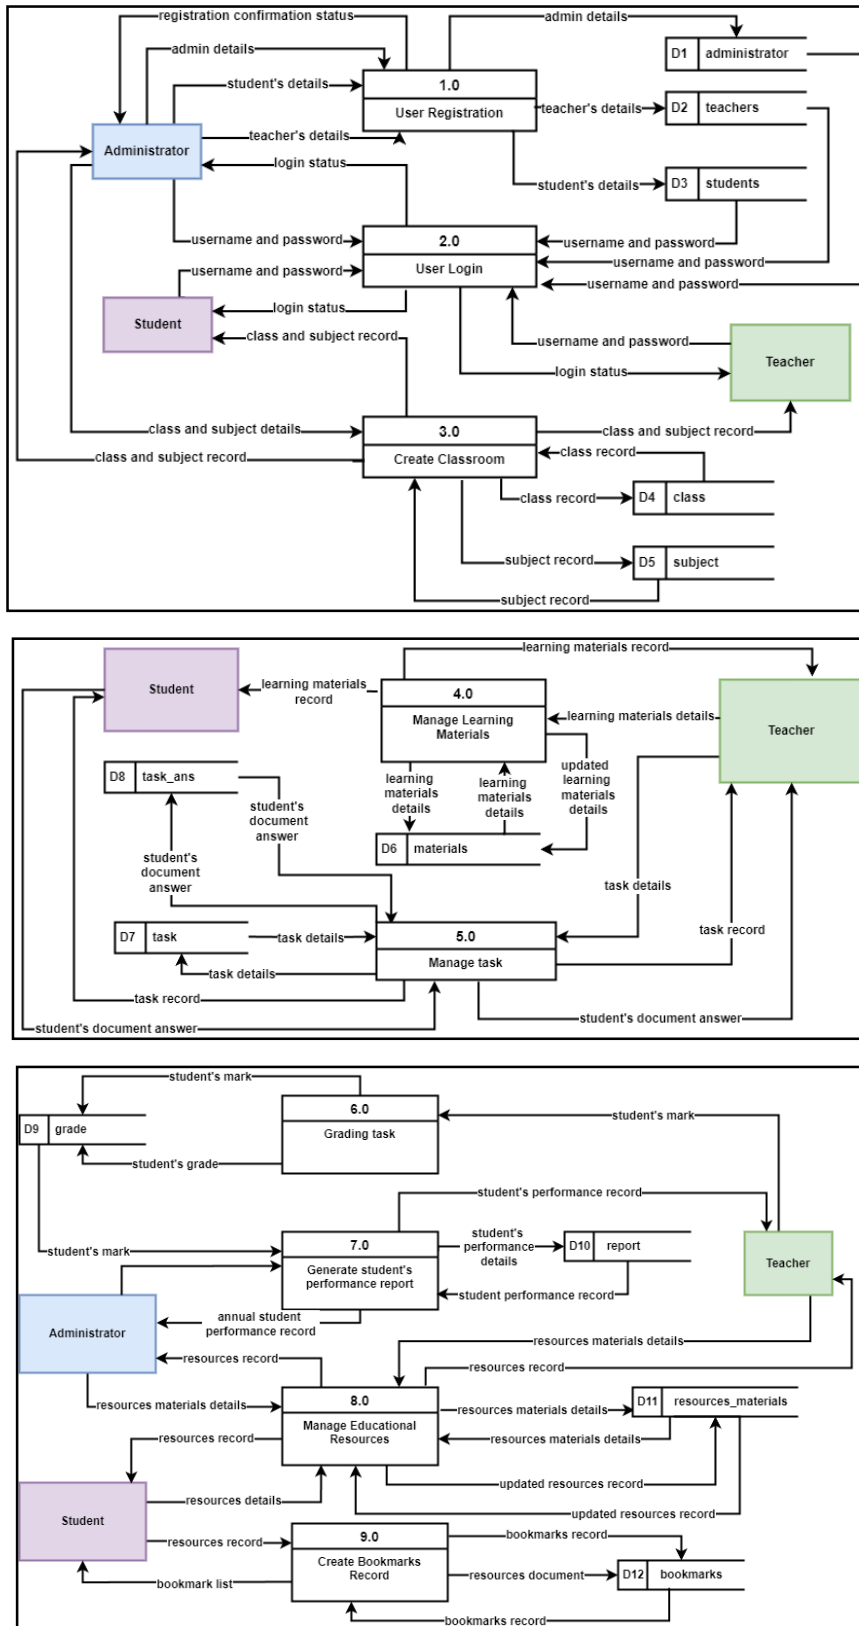 registration confirmation status
admin details
admin details
D1 administrator
student's details
1.0
User Registration
teacher's details
D2 teachers
Administrator
teacher's details
login status
student's details
D3 students
username and password
2.0
User Login
username and password
username and password
username and password
username and password
Student
login status
class and subject record
username and password
login status
Teacher
class and subject details
3.0
Create Classroom
class and subject record
class and subject record
class record
class record
D4 class
subject record
D5 subject
subject record
learning materials record
Student
learning materials
record
4.0
Manage Learning
Materials
learning materials details
Teacher
D8 task_ans
student's
document
answer
learning
materials
details
learning
materials
details
updated
learning
materials
details
D6 materials
student's
document
answer
task details
D7 task
task details
5.0
Manage task
task record
task details
task record
student's document answer
student's document answer
student's mark
D9 grade
6.0
Grading task
student's mark
student's grade
student's performance record
student's mark
7.0
Generate student's
performance report
student's
performance
details
D10 report
Teacher
student performance record
Administrator
annual student
performance record
resources materials details
resources record
resources record
resources materials details
8.0
Manage Educational
Resources
resources materials details
D11 resources_materials
resources record
resources materials details
updated resources record
resources details
updated resources record
Student
resources record
9.0
Create Bookmarks
Record
bookmarks record
resources document
D12 bookmarks
bookmark list
bookmarks record